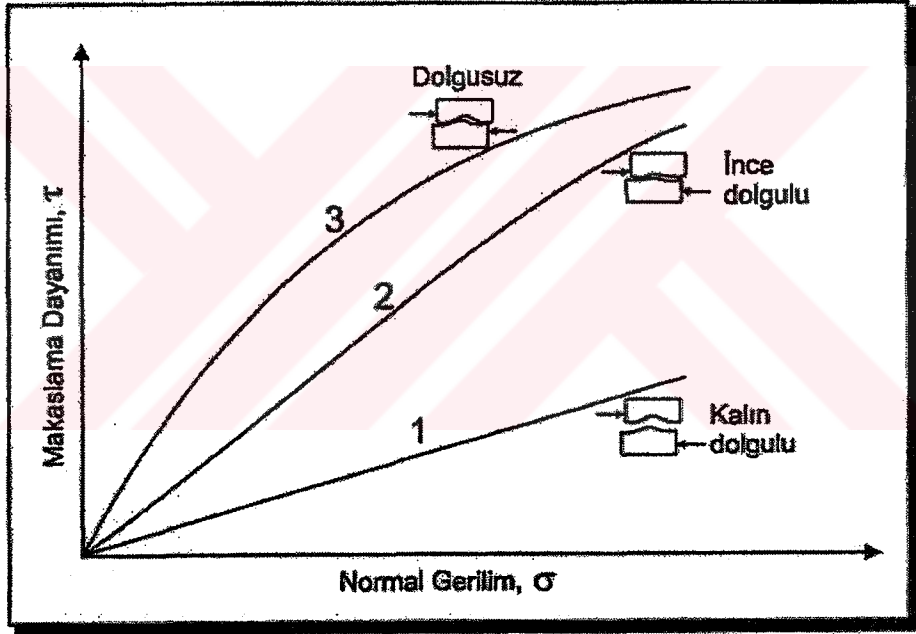 Dolgusuz
İnce
dolgulu
3
2
1
Kalın
dolgulu
Makaslama Dayanımı, τ
Normal Gerilim, σ